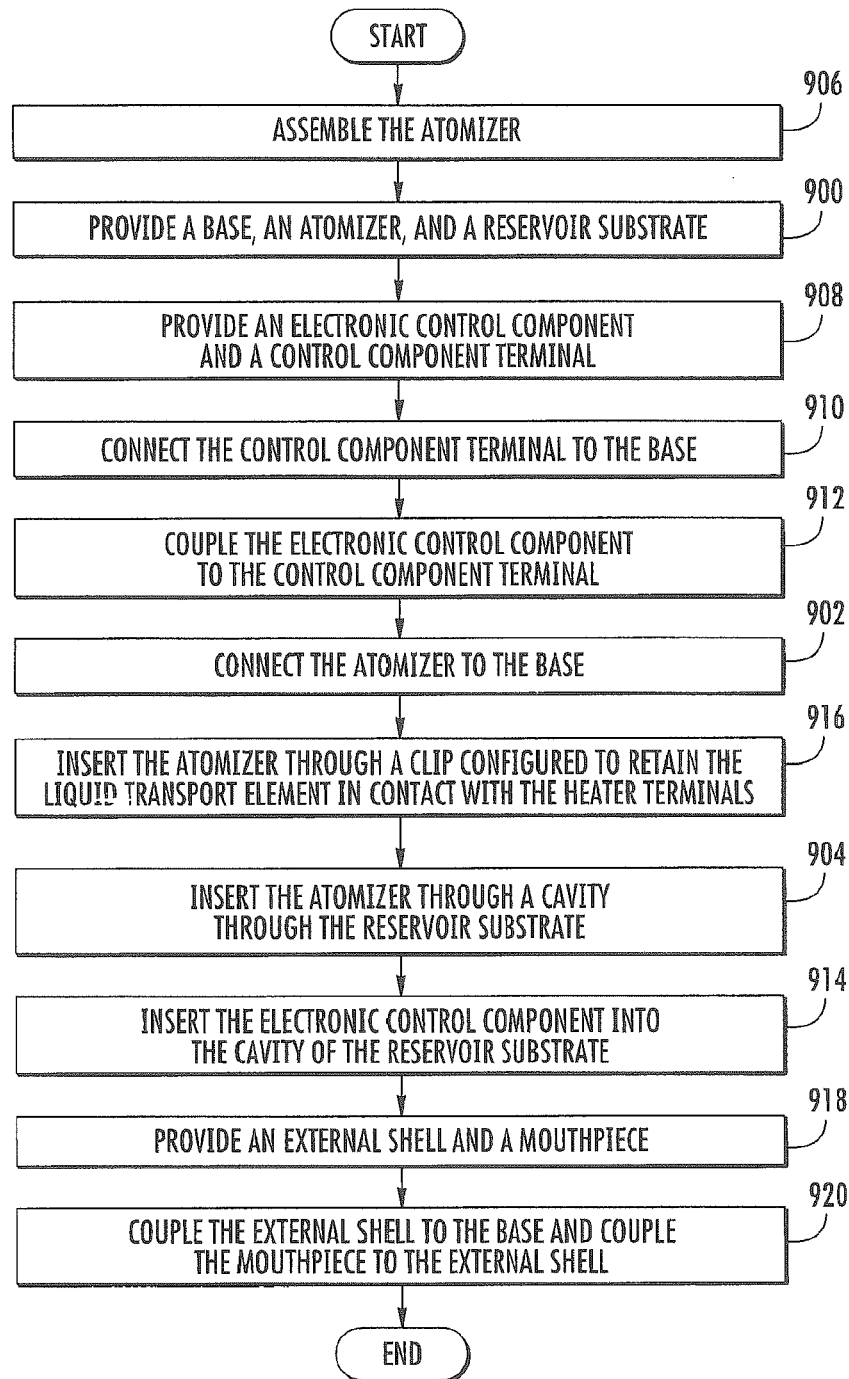 START
906
ASSEMBLE THE ATOMIZER
900
PROVIDE A BASE, AN ATOMIZER, AND A RESERVOIR SUBSTRATE
908
PROVIDE AN ELECTRONIC CONTROL COMPONENT
AND A CONTROL COMPONENT TERMINAL
910
CONNECT THE CONTROL COMPONENT TERMINAL TO THE BASE
912
COUPLE THE ELECTRONIC CONTROL COMPONENT
TO THE CONTROL COMPONENT TERMINAL
902
CONNECT THE ATOMIZER TO THE BASE
916
INSERT THE ATOMIZER THROUGH A CLIP CONFIGURED TO RETAIN THE
LIQUID TRANSPORT ELEMENT IN CONTACT WITH THE HEATER TERMINALS
904
INSERT THE ATOMIZER THROUGH A CAVITY
THROUGH THE RESERVOIR SUBSTRATE
914
INSERT THE ELECTRONIC CONTROL COMPONENT INTO
THE CAVITY OF THE RESERVOIR SUBSTRATE
918
PROVIDE AN EXTERNAL SHELL AND A MOUTHPIECE
920
COUPLE THE EXTERNAL SHELL TO THE BASE AND COUPLE
THE MOUTHPIECE TO THE EXTERNAL SHELL
END